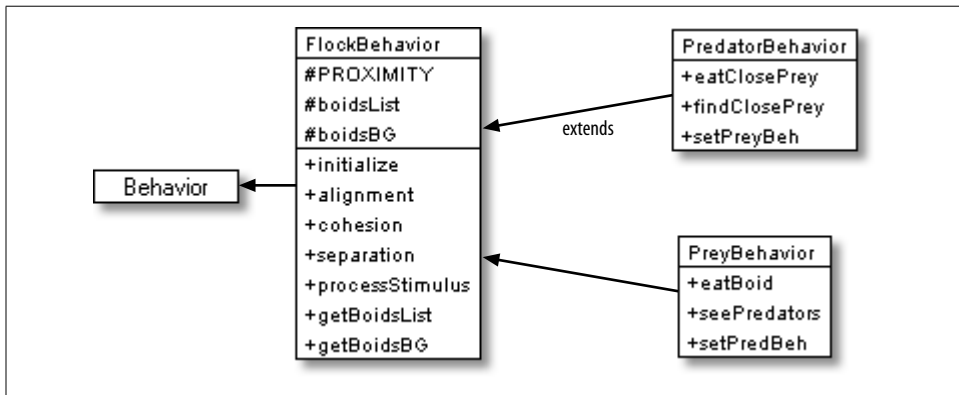 Behavior
FlockBehavior
#PROXIMITY
#boidsList
#boidsBG
+initialize
+alignment
+cohesion
+separation
+processStimulus
+getBoidsList
+getBoidsBG
extends
PredatorBehavior
+eatClosePrey
+findClosePrey
+setPreyBeh
PreyBehavior
+eatBoid
+seePredators
+setPredBeh